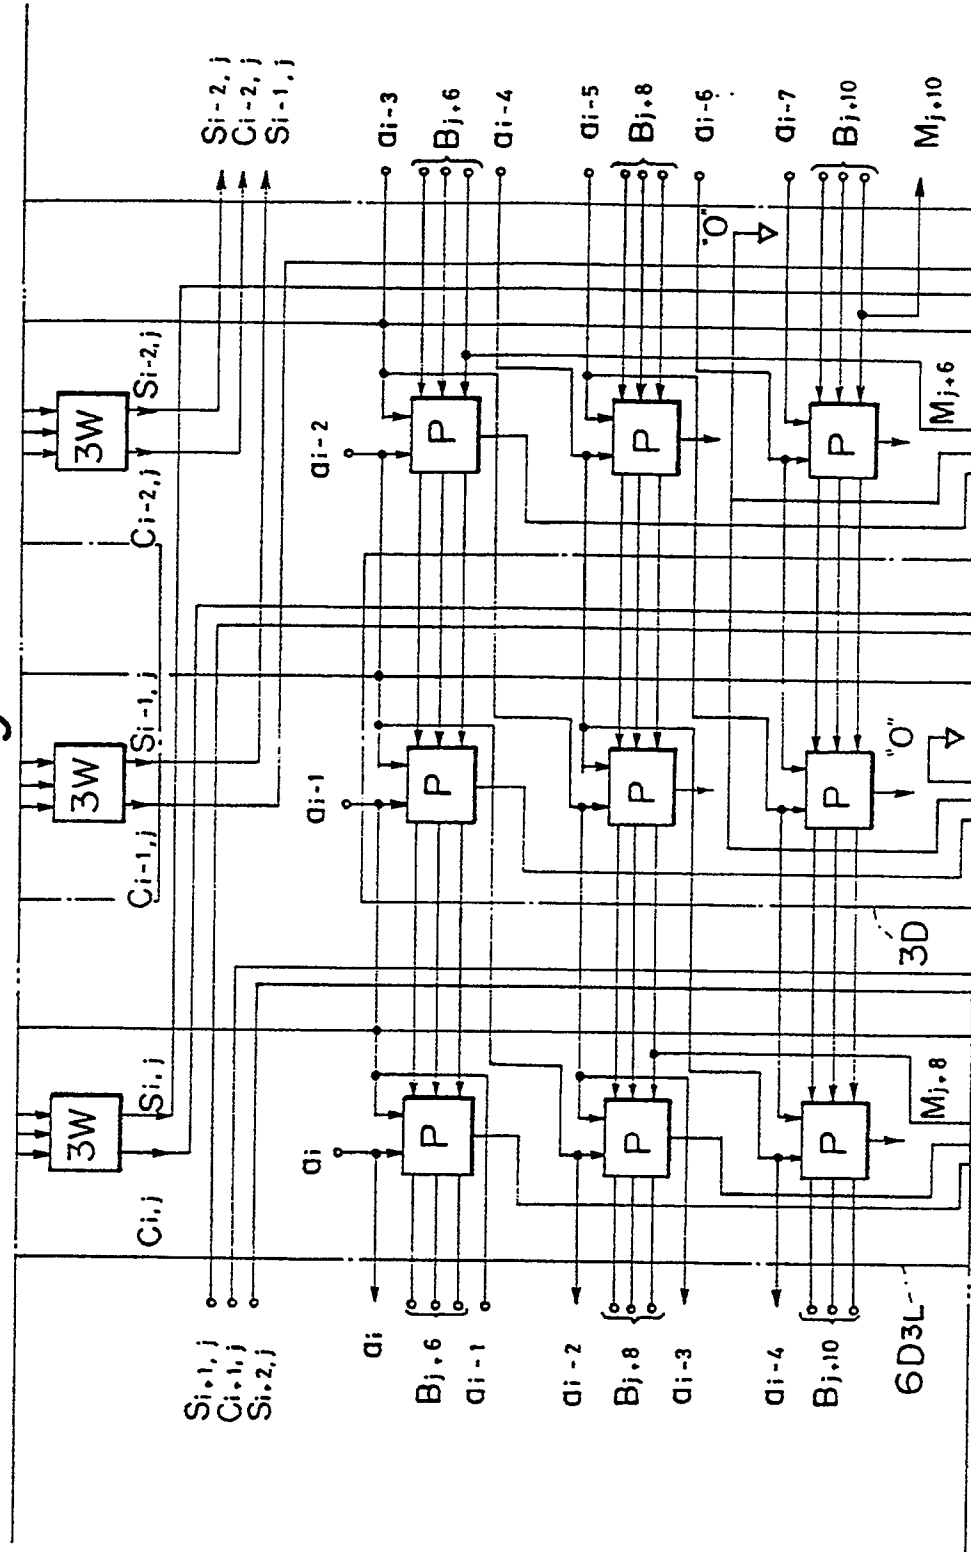 Si-2, j
Ci-2, j
Si-1, j
ai-3
Bj+6
ai-4
ai-5
Bj+8
ai-6
ai-7
Bj+10
Mj+10
"0"
3W
Si-2, j
Ci-2, j
ai-2
P
P
P
Mj+6
3W
Si-1, j
Ci-1, j
ai-1
P
P
P
"0"
3D
3W
Si, j
Ci, j
ai
P
P
P
Mj+8
Si+1, j
Ci+1, j
Si+2, j
ai
Bj+6
ai-1
ai-2
Bj+8
ai-3
ai-4
Bj+10
6D3L